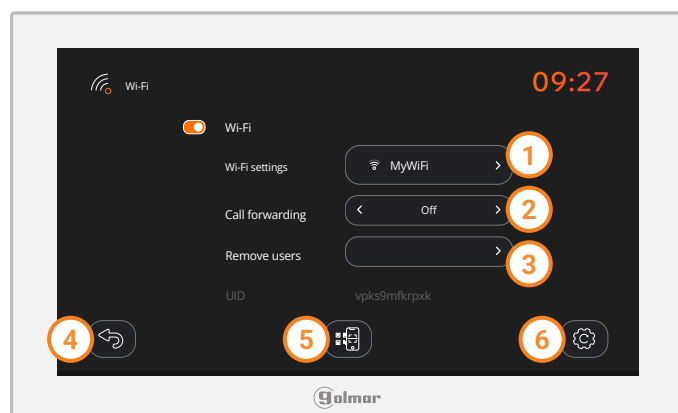 Wi-Fi
09:27
Wi-Fi
Wi-Fi settings
MyWiFi
1
Call forwarding
Off
2
Remove users
3
UID
vpks9mfkrpxk
4
5
6
golmar